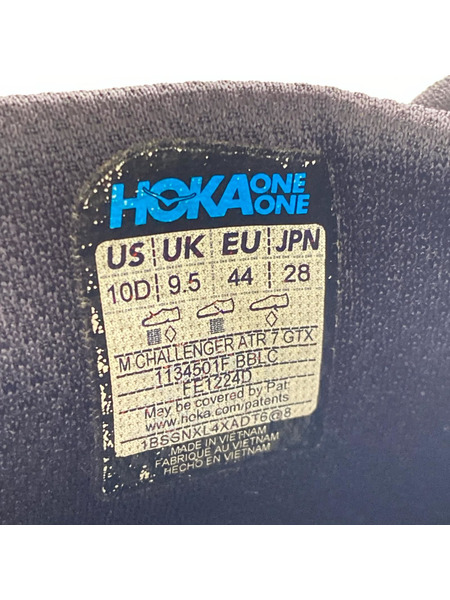 HOKA ONE ONE
US | UK | EU | JPN
10D | 9.5 | 44 | 28
M CHALLENGER ATR 7 GTX
1134501F BBLC
FE1224D
May be covered by Pat
www.hoka.com/patents
1BSSNXL4XADT6@8
MADE IN VIETNAM
FABRIQUE AU VIETNAM
HECHO EN VIETNAM